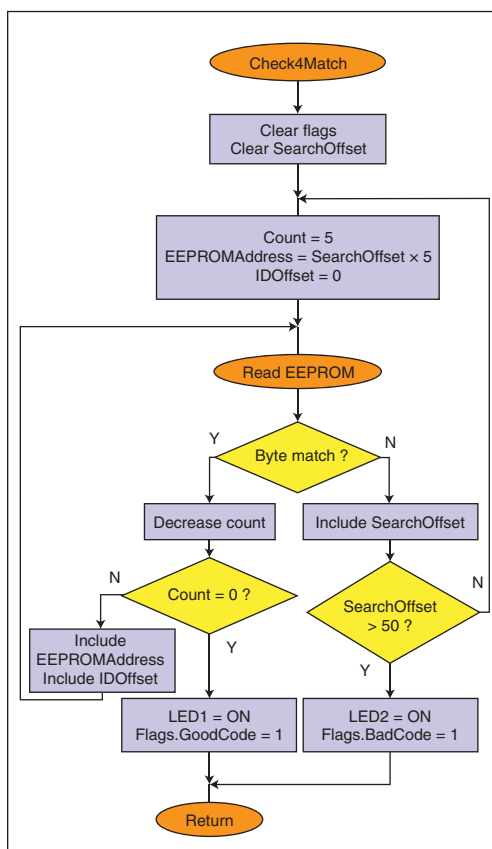 Check4Match
Clear flags
Clear SearchOffset
Count = 5
EEPROMAddress = SearchOffset × 5
IDOffset = 0
Read EEPROM
Y
N
Byte match ?
Decrease count
Include SearchOffset
N
Count = 0 ?
N
SearchOffset
> 50 ?
Include
EEPROMAddress
Include IDOffset
Y
Y
LED1 = ON
Flags.GoodCode = 1
LED2 = ON
Flags.BadCode = 1
Return